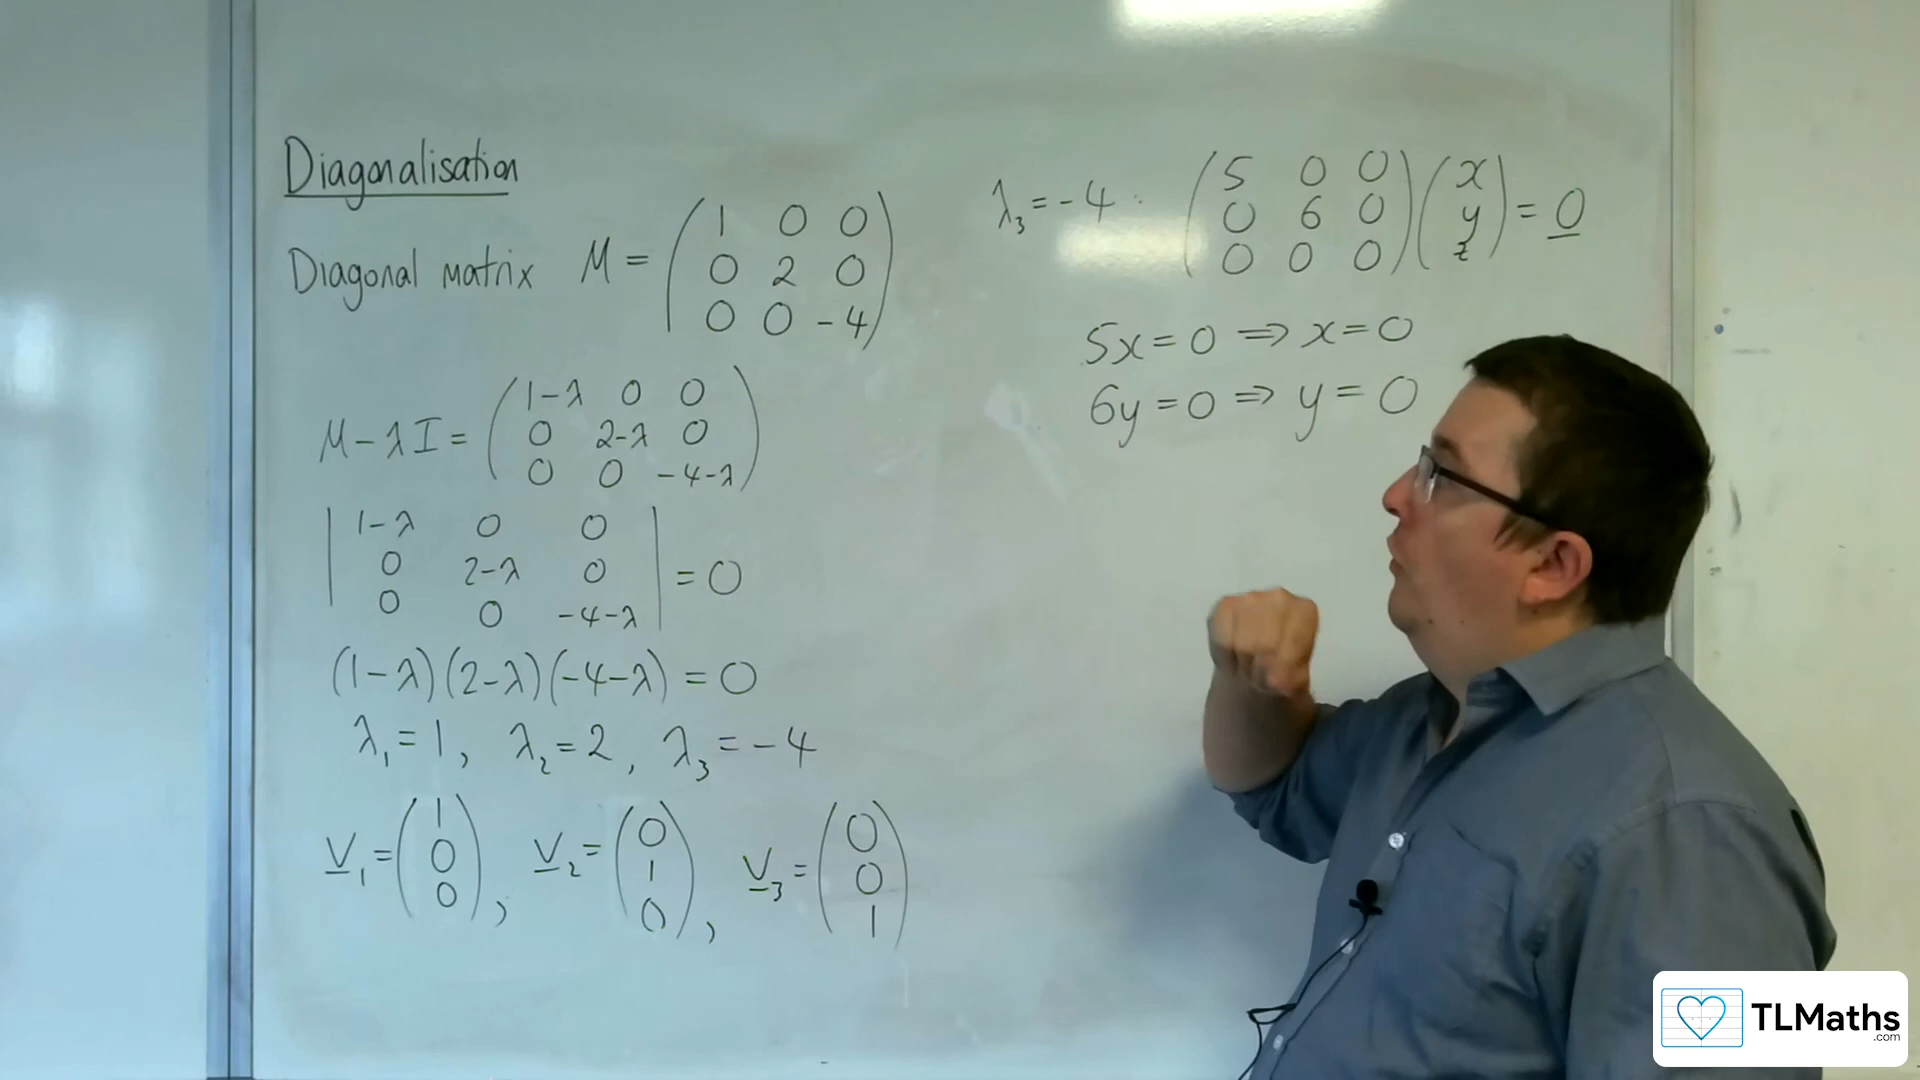 Diagonalisation
Diagonal matrix M = ( 1 0 0
0 2 0
0 0 -4 )
M - λI = ( 1-λ 0 0
0 2-λ 0
0 0 -4-λ )
| 1-λ 0 0
0 2-λ 0
0 0 -4-λ | = 0
(1-λ)(2-λ)(-4-λ) = 0
λ₁ = 1, λ₂ = 2, λ₃ = -4
v₁ = ( 1
0
0 ), v₂ = ( 0
1
0 ), v₃ = ( 0
0
1 )
λ₃ = -4: ( 5 0 0
0 6 0
0 0 0 ) ( x
y
z ) = 0
5x = 0 ⇒ x = 0
6y = 0 ⇒ y = 0
TLMaths
.com